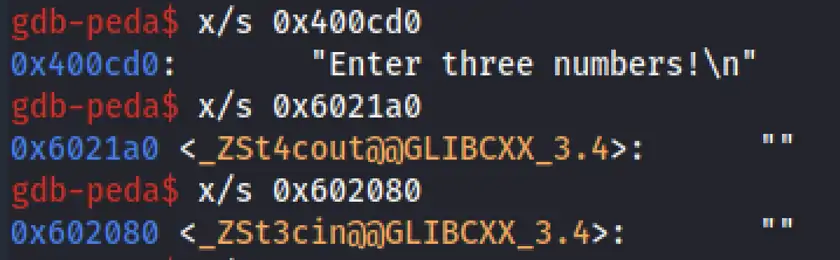 gdb-peda$ x/s 0x400cd0
0x400cd0:	"Enter three numbers!\n"
gdb-peda$ x/s 0x6021a0
0x6021a0 <_ZSt4cout@@GLIBCXX_3.4>:	""
gdb-peda$ x/s 0x602080
0x602080 <_ZSt3cin@@GLIBCXX_3.4>:	""